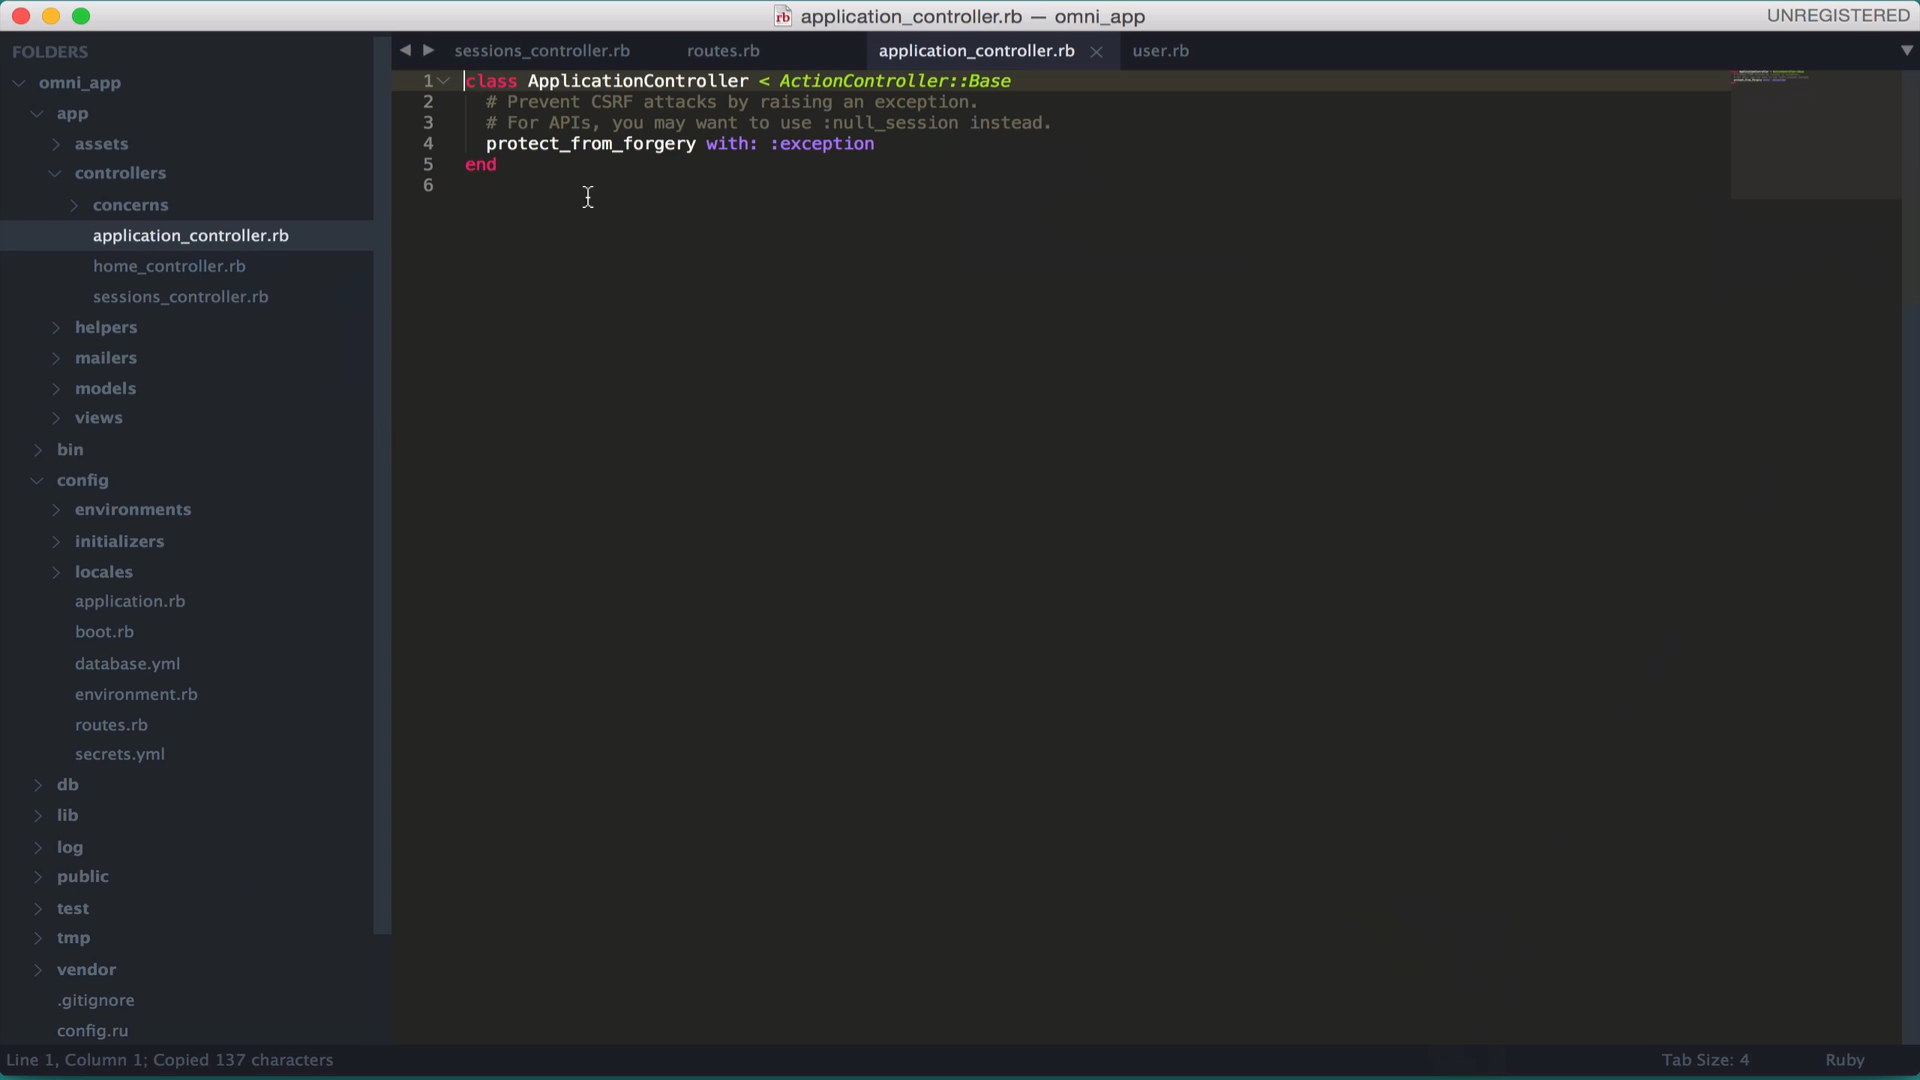 application_controller.rb — omni_app
UNREGISTERED
FOLDERS
omni_app
app
assets
controllers
concerns
application_controller.rb
home_controller.rb
sessions_controller.rb
helpers
mailers
models
views
bin
config
environments
initializers
locales
application.rb
boot.rb
database.yml
environment.rb
routes.rb
secrets.yml
db
lib
log
public
test
tmp
vendor
.gitignore
config.ru
sessions_controller.rb routes.rb application_controller.rb user.rb
1 class ApplicationController < ActionController::Base
2 # Prevent CSRF attacks by raising an exception.
3 # For APIs, you may want to use :null_session instead.
4 protect_from_forgery with: :exception
5 end
6
Line 1, Column 1; Copied 137 characters
Tab Size: 4
Ruby